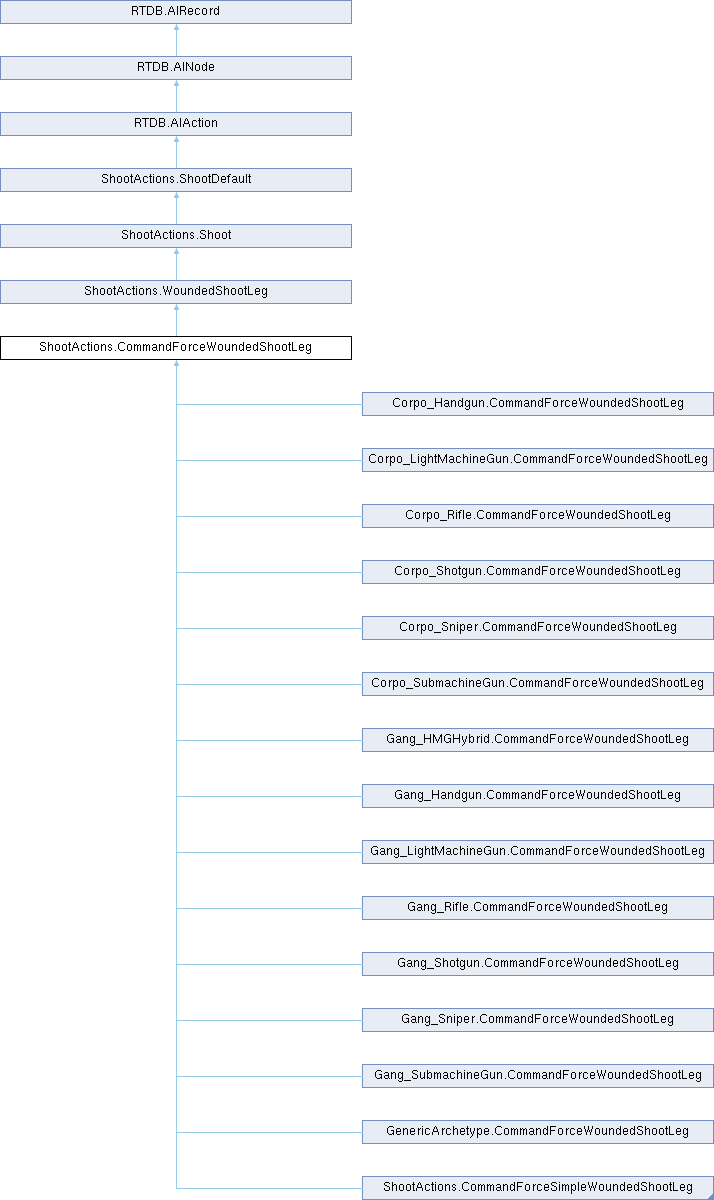 RTDB.AIRecord
RTDB.AINode
RTDB.AIAction
ShootActions.ShootDefault
ShootActions.Shoot
ShootActions.WoundedShootLeg
ShootActions.CommandForceWoundedShootLeg
Corpo_Handgun.CommandForceWoundedShootLeg
Corpo_LightMachineGun.CommandForceWoundedShootLeg
Corpo_Rifle.CommandForceWoundedShootLeg
Corpo_Shotgun.CommandForceWoundedShootLeg
Corpo_Sniper.CommandForceWoundedShootLeg
Corpo_SubmachineGun.CommandForceWoundedShootLeg
Gang_HMGHybrid.CommandForceWoundedShootLeg
Gang_Handgun.CommandForceWoundedShootLeg
Gang_LightMachineGun.CommandForceWoundedShootLeg
Gang_Rifle.CommandForceWoundedShootLeg
Gang_Shotgun.CommandForceWoundedShootLeg
Gang_Sniper.CommandForceWoundedShootLeg
Gang_SubmachineGun.CommandForceWoundedShootLeg
GenericArchetype.CommandForceWoundedShootLeg
ShootActions.CommandForceSimpleWoundedShootLeg